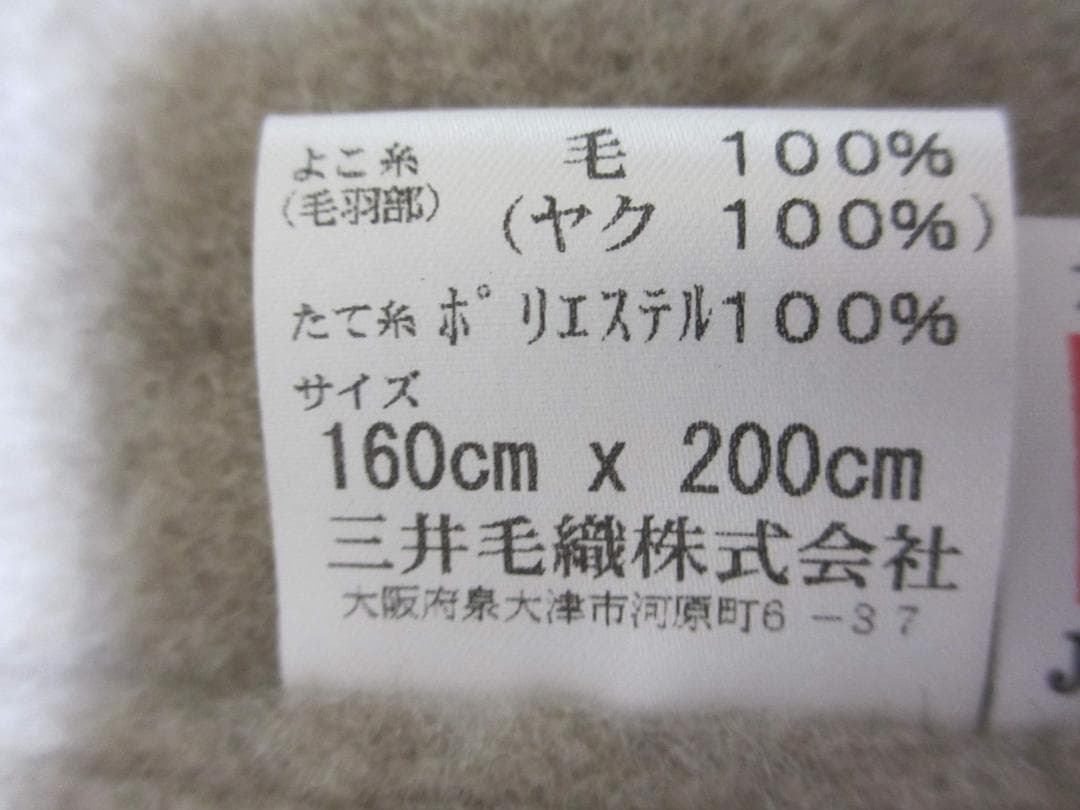 よこ糸 毛 100%
(毛羽部) (ヤク 100%)
たて糸 ポリエステル100%
サイズ
160cm x 200cm
三井毛織株式会社
大阪府泉大津市河原町6-37
J